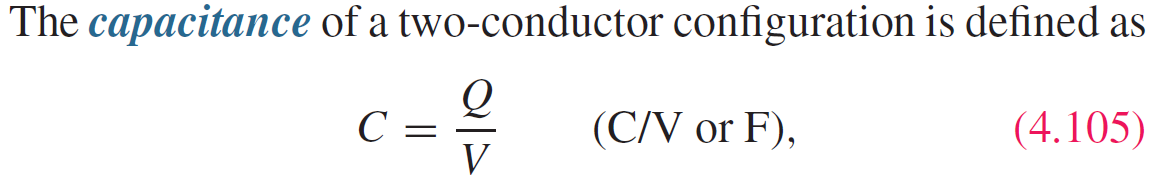 The capacitance of a two-conductor configuration is defined as
C = Q/V (C/V or F), (4.105)